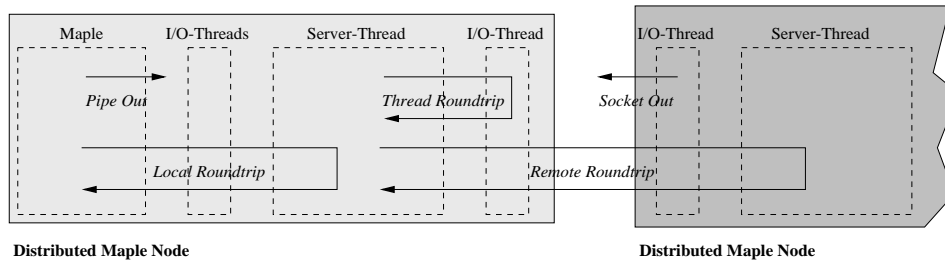 Maple
I/O-Threads
Server-Thread
I/O-Thread
I/O-Thread
Server-Thread
Pipe Out
Thread Roundtrip
Socket Out
Local Roundtrip
Remote Roundtrip
Distributed Maple Node
Distributed Maple Node